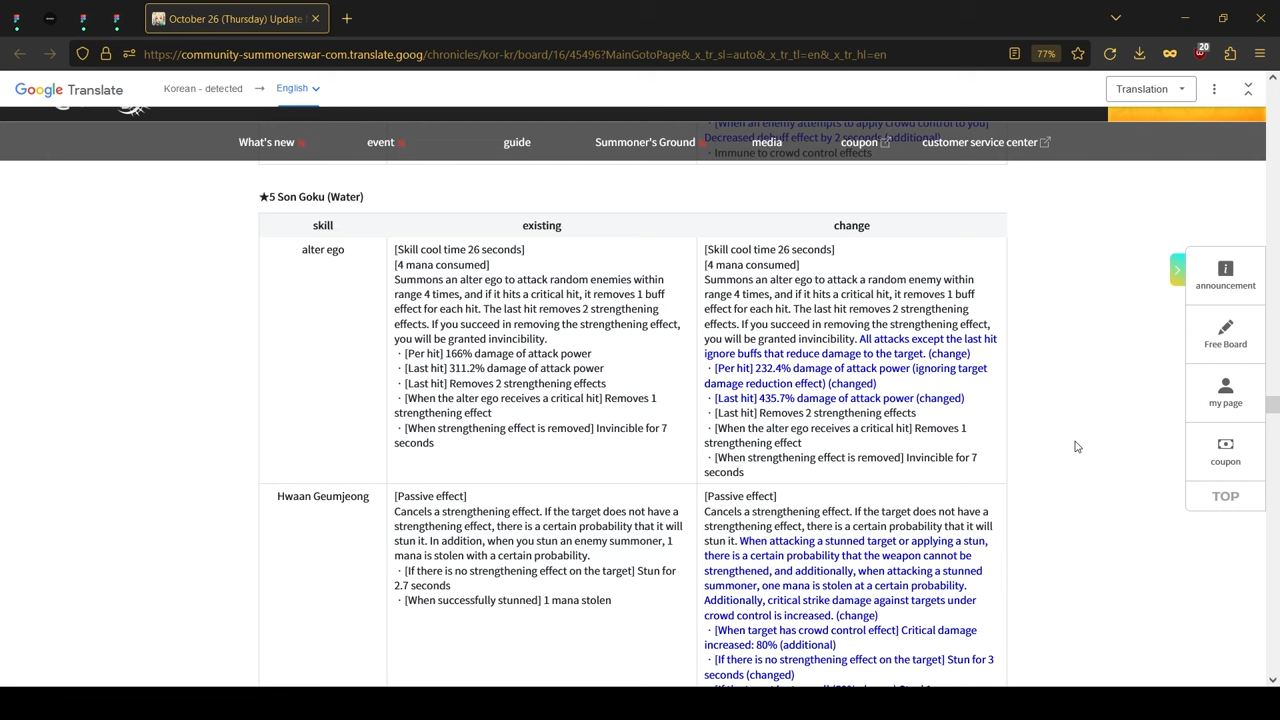 October 26 (Thursday) Update
https://community-summonerswar-com.translate.goog/chronicles/kor-kr/board/16/45496?MainGotoPage&_x_tr_sl=auto&_x_tr_tl=en&_x_tr_hl=en
77%
20
Google Translate
Korean - detected
→
English
Translation
· [When an enemy attempts to apply crowd control to you]
Decreased debuff effect by 2 seconds (additional)
· Immune to crowd control effects
What's new
event
guide
Summoner's Ground
media
coupon
customer service center
★5 Son Goku (Water)
skill
existing
change
alter ego
[Skill cool time 26 seconds]
[4 mana consumed]
Summons an alter ego to attack random enemies within
range 4 times, and if it hits a critical hit, it removes 1 buff
effect for each hit. The last hit removes 2 strengthening
effects. If you succeed in removing the strengthening effect,
you will be granted invincibility.
· [Per hit] 166% damage of attack power
· [Last hit] 311.2% damage of attack power
· [Last hit] Removes 2 strengthening effects
· [When the alter ego receives a critical hit] Removes 1
strengthening effect
· [When strengthening effect is removed] Invincible for 7
seconds
[Skill cool time 26 seconds]
[4 mana consumed]
Summons an alter ego to attack a random enemy within
range 4 times, and if it hits a critical hit, it removes 1 buff
effect for each hit. The last hit removes 2 strengthening
effects. If you succeed in removing the strengthening effect,
you will be granted invincibility. All attacks except the last hit
ignore buffs that reduce damage to the target. (change)
· [Per hit] 232.4% damage of attack power (ignoring target
damage reduction effect) (changed)
· [Last hit] 435.7% damage of attack power (changed)
· [Last hit] Removes 2 strengthening effects
· [When the alter ego receives a critical hit] Removes 1
strengthening effect
· [When strengthening effect is removed] Invincible for 7
seconds
Hwaan Geumjeong
[Passive effect]
Cancels a strengthening effect. If the target does not have a
strengthening effect, there is a certain probability that it will
stun it. In addition, when you stun an enemy summoner, 1
mana is stolen with a certain probability.
· [If there is no strengthening effect on the target] Stun for
2.7 seconds
· [When successfully stunned] 1 mana stolen
[Passive effect]
Cancels a strengthening effect. If the target does not have a
strengthening effect, there is a certain probability that it will
stun it. When attacking a stunned target or applying a stun,
there is a certain probability that the weapon cannot be
strengthened, and additionally, when attacking a stunned
summoner, one mana is stolen at a certain probability.
Additionally, critical strike damage against targets under
crowd control is increased. (change)
· [When target has crowd control effect] Critical damage
increased: 80% (additional)
· [If there is no strengthening effect on the target] Stun for 3
seconds (changed)
announcement
Free Board
my page
coupon
TOP